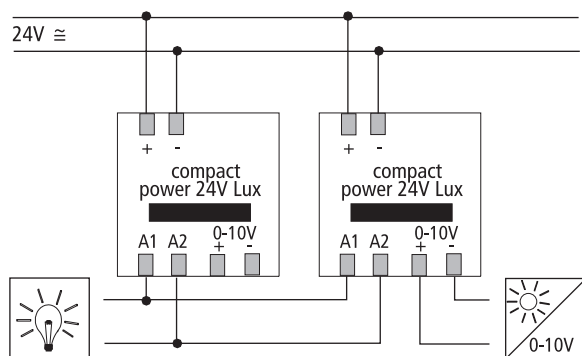 24V ≅
+ -
compact
power 24V Lux
0-10V
A1 A2 + -
+ -
compact
power 24V Lux
0-10V
A1 A2 + -
0-10V